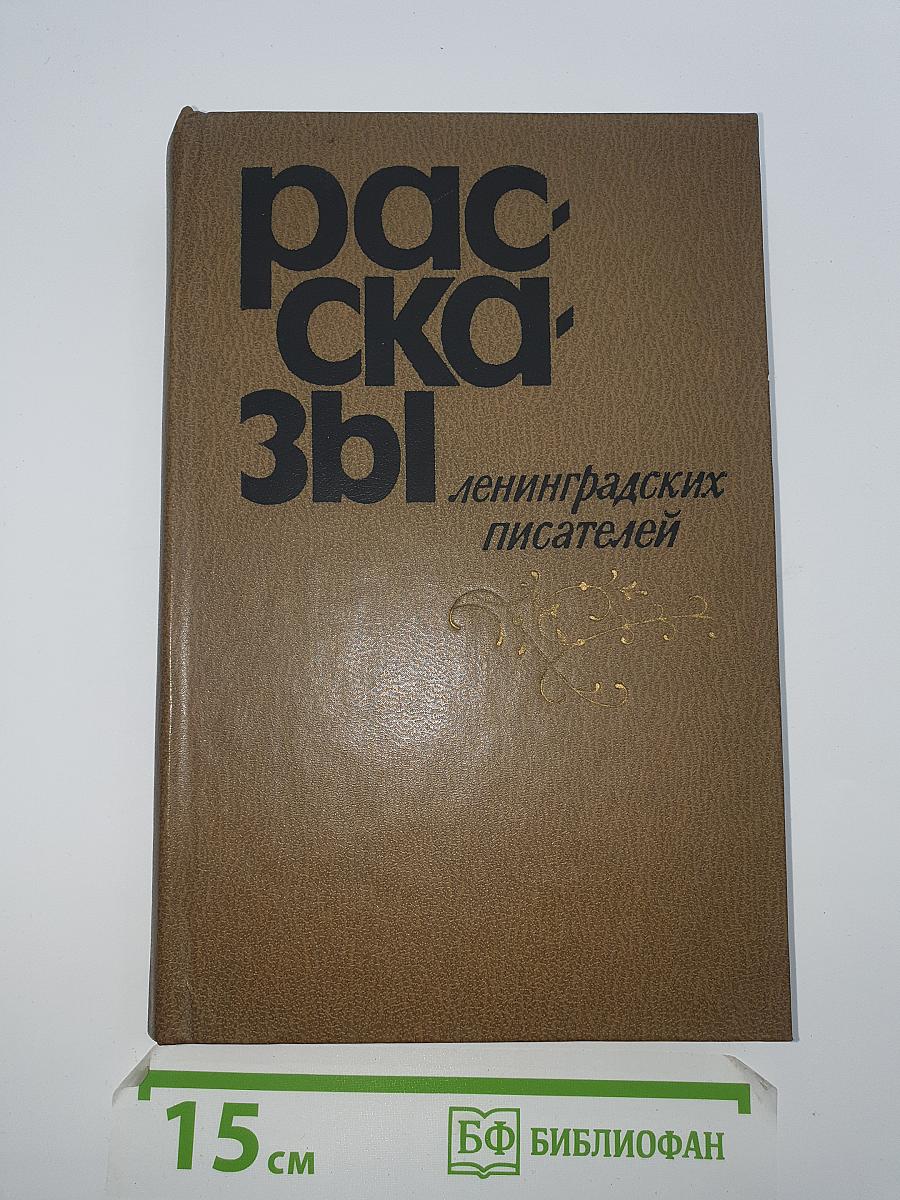 рас-
ска-
зы
ленинградских
писателей
15 см
БФ БИБЛИОФАН